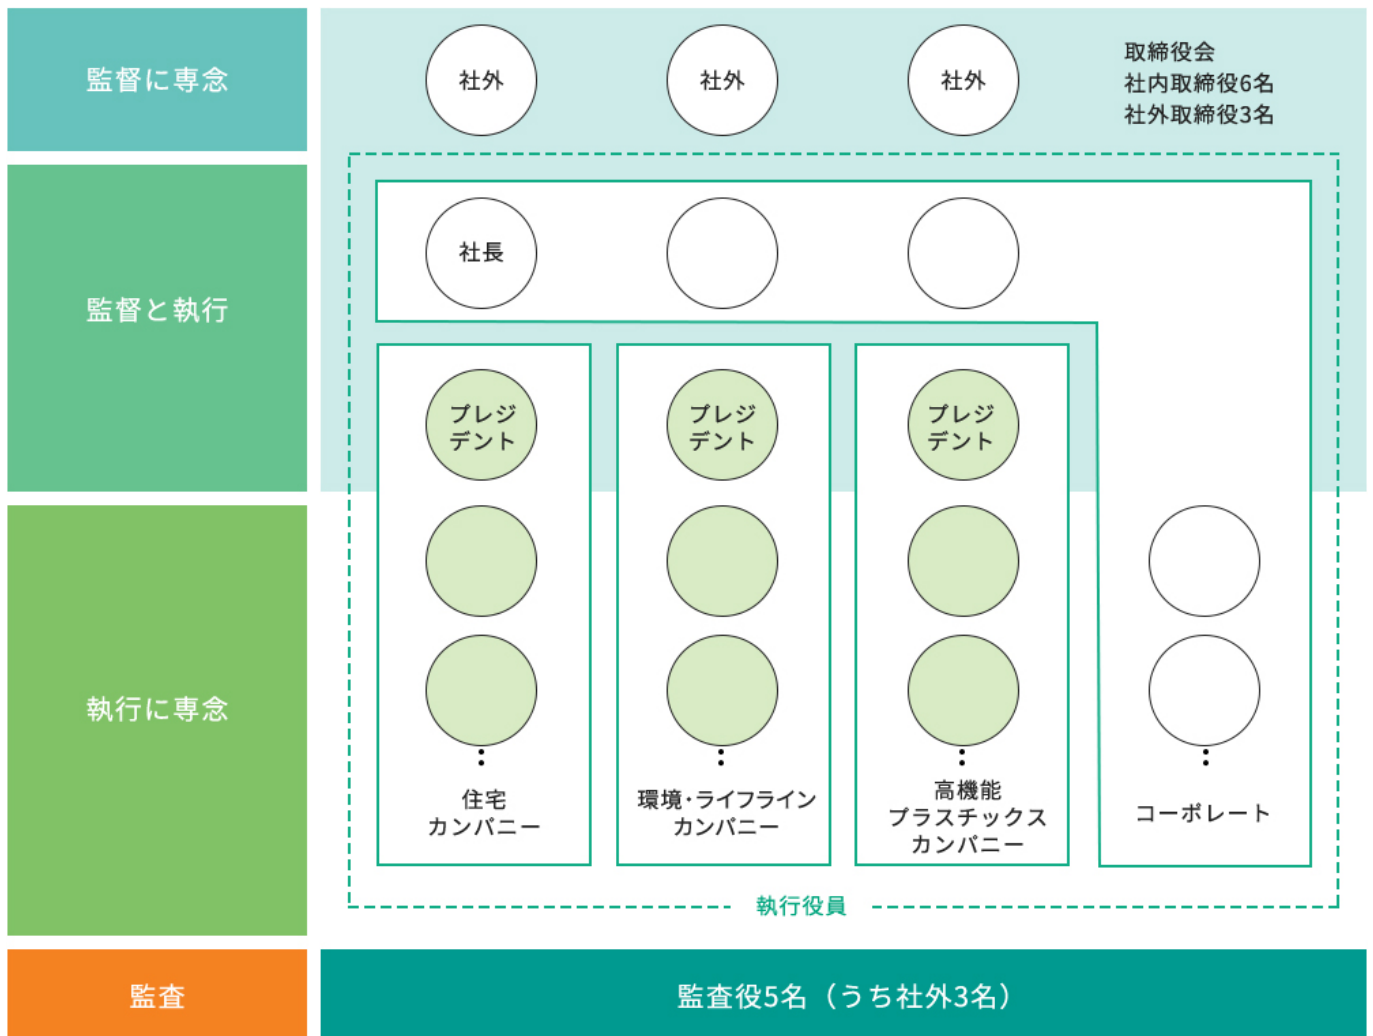 監督に専念
社外
社外
社外
取締役会
社内取締役6名
社外取締役3名
監督と執行
社長
プレジ
デント
プレジ
デント
プレジ
デント
執行に専念
住宅
カンパニー
環境・ライフライン
カンパニー
高機能
プラスチックス
カンパニー
コーポレート
執行役員
監査
監査役5名（うち社外3名）